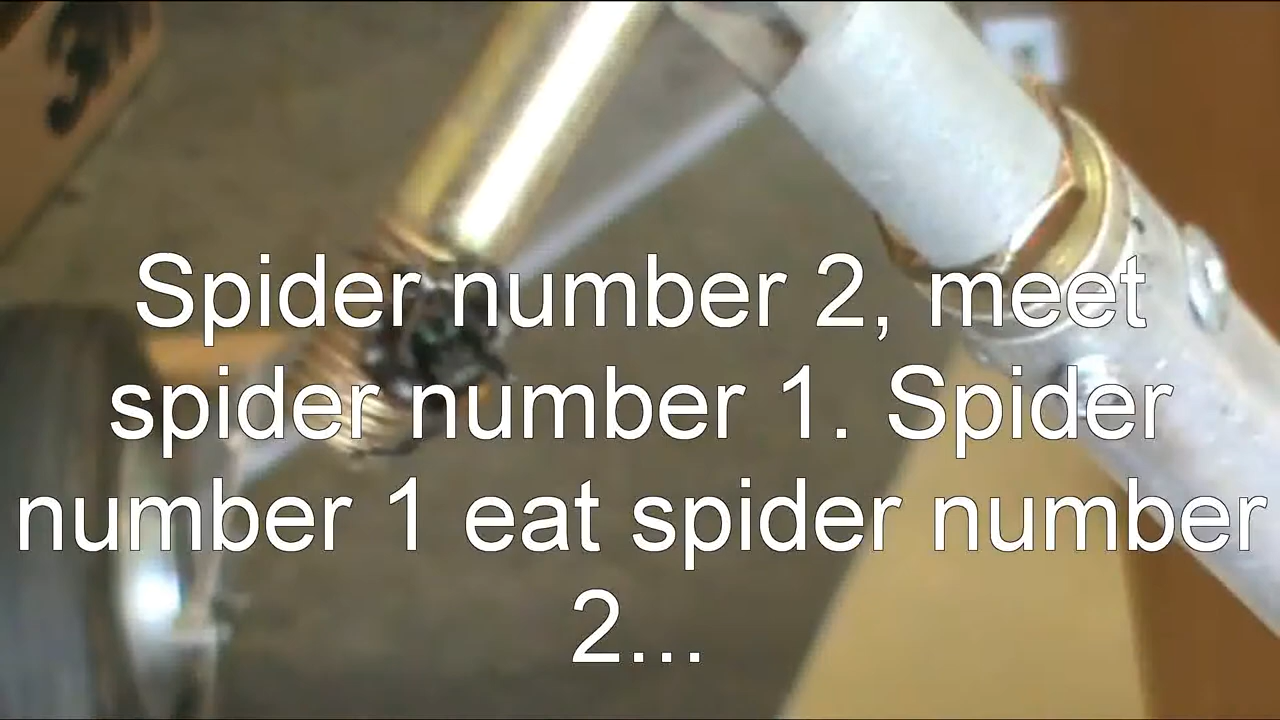 Spider number 2, meet
spider number 1. Spider
number 1 eat spider number
2...